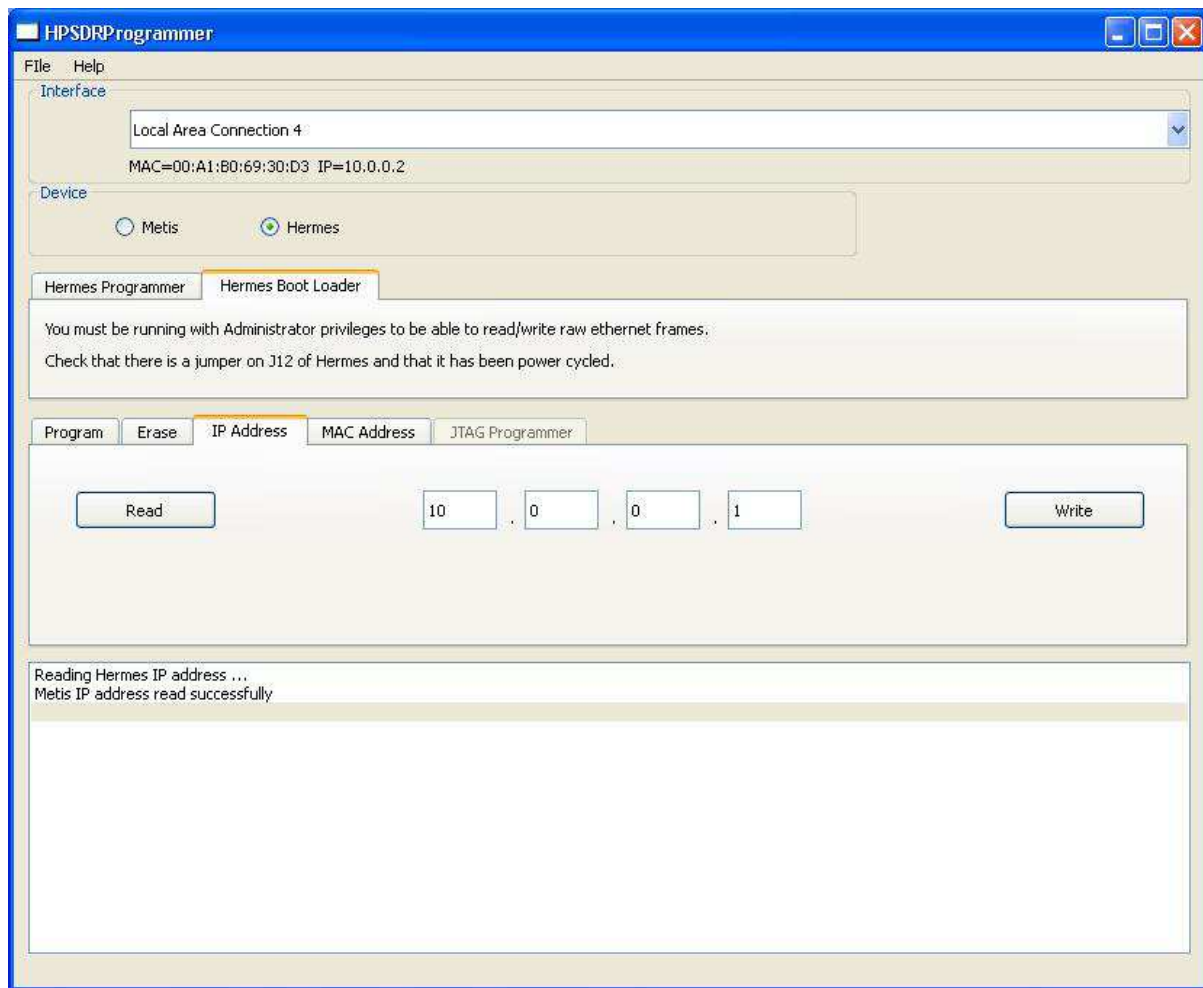 HPSDRProgrammer
FIle Help
Interface
Local Area Connection 4
MAC=00:A1:B0:69:30:D3 IP=10.0.0.2
Device
Metis Hermes
Hermes Programmer Hermes Boot Loader
You must be running with Administrator privileges to be able to read/write raw ethernet frames.
Check that there is a jumper on J12 of Hermes and that it has been power cycled.
Program Erase IP Address MAC Address JTAG Programmer
Read 10 . 0 . 0 . 1 Write
Reading Hermes IP address ...
Metis IP address read successfully